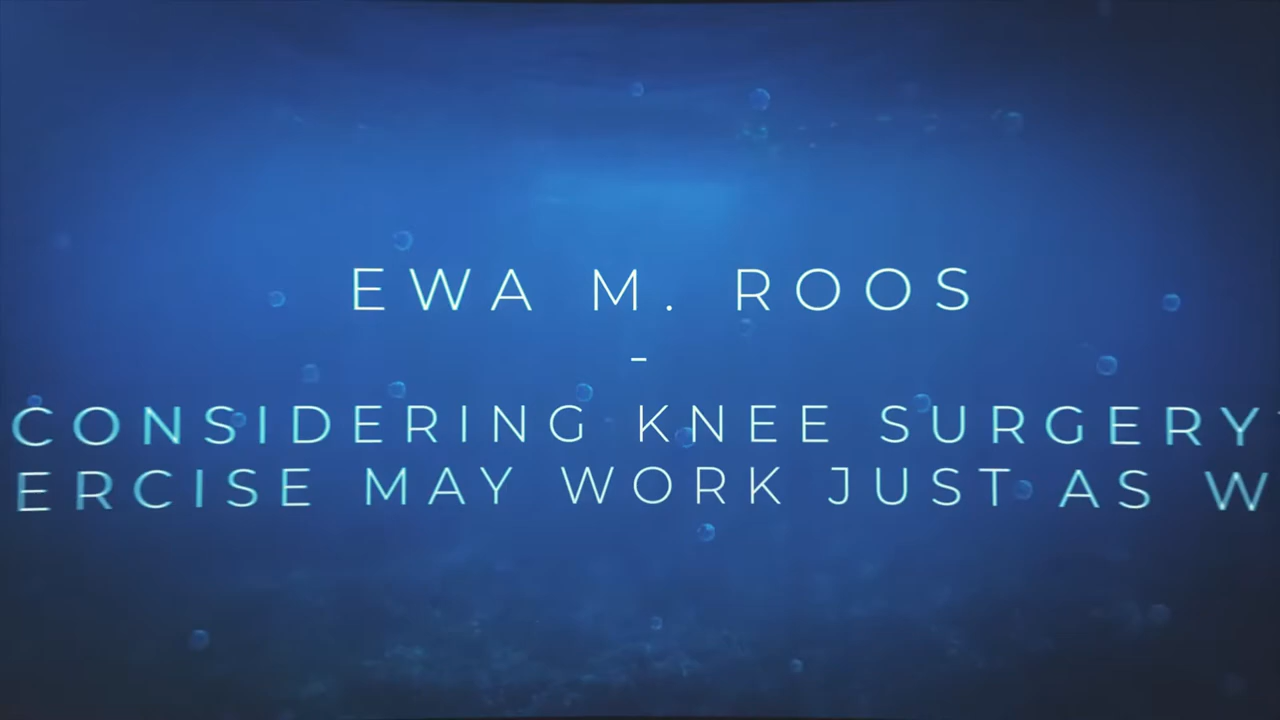 EWA M. ROOS
-
CONSIDERING KNEE SURGERY
ERCISE MAY WORK JUST AS W